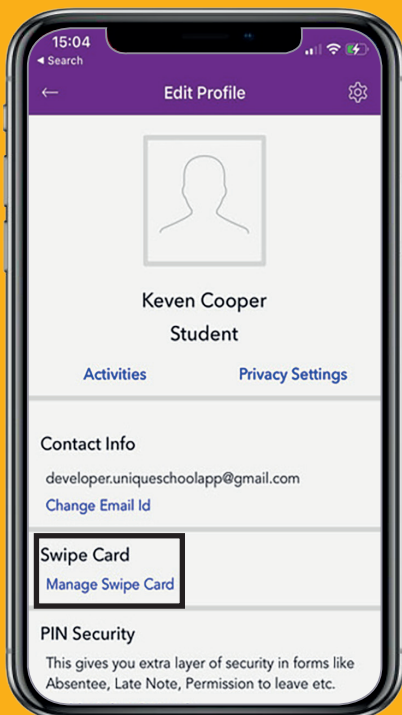 15:04
◀ Search
← Edit Profile
Keven Cooper
Student
Activities Privacy Settings
Contact Info
developer.uniqueschoolapp@gmail.com
Change Email Id
Swipe Card
Manage Swipe Card
PIN Security
This gives you extra layer of security in forms like
Absentee, Late Note, Permission to leave etc.